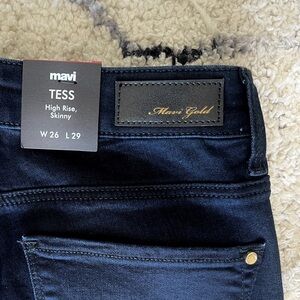 mavi
TESS
High Rise,
Skinny
W 26 L 29
Mavi Gold